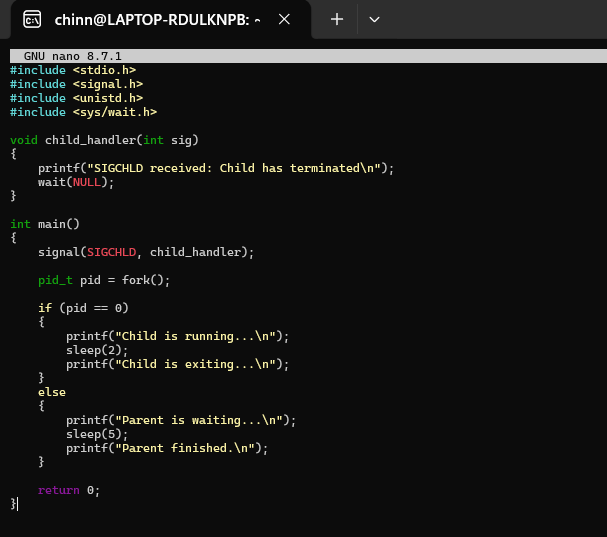 chinn@LAPTOP-RDULKNPB: ~
GNU nano 8.7.1
#include <stdio.h>
#include <signal.h>
#include <unistd.h>
#include <sys/wait.h>

void child_handler(int sig)
{
    printf("SIGCHLD received: Child has terminated\n");
    wait(NULL);
}

int main()
{
    signal(SIGCHLD, child_handler);

    pid_t pid = fork();

    if (pid == 0)
    {
        printf("Child is running...\n");
        sleep(2);
        printf("Child is exiting...\n");
    }
    else
    {
        printf("Parent is waiting...\n");
        sleep(5);
        printf("Parent finished.\n");
    }

    return 0;
}